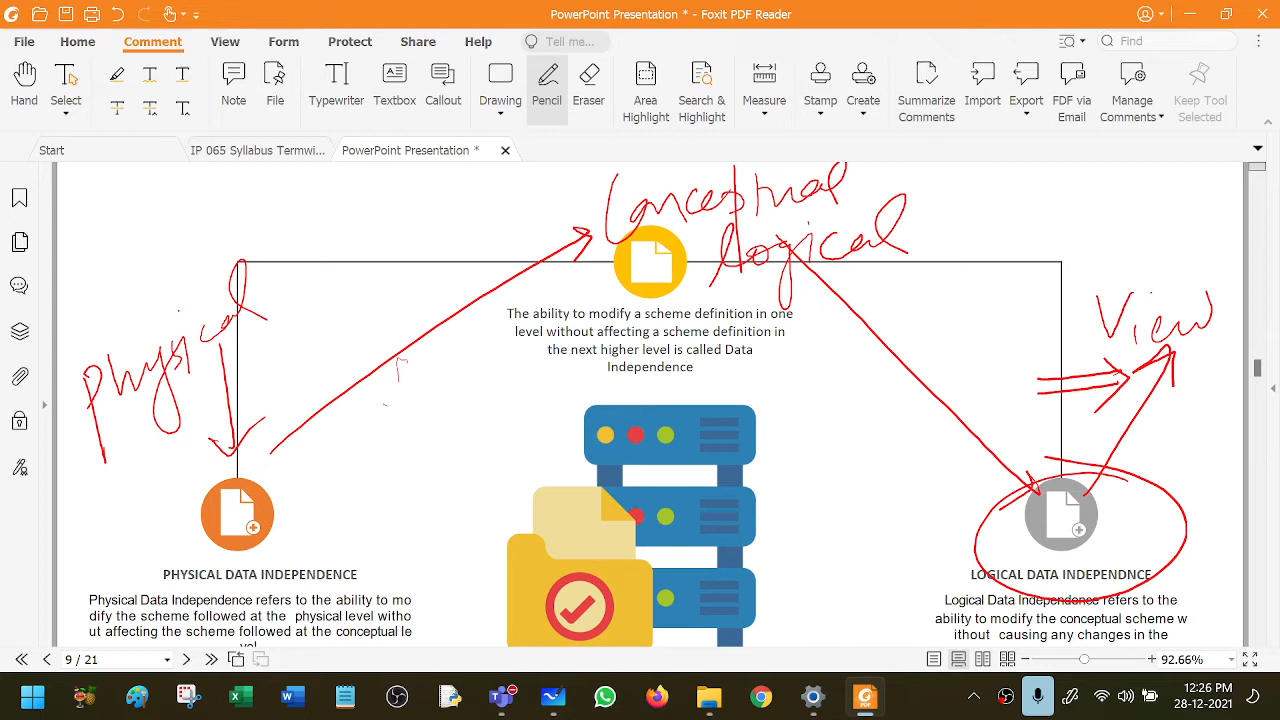 PowerPoint Presentation * - Foxit PDF Reader
File Home Comment View Form Protect Share Help Tell me... Find
Hand Select Note File Typewriter Textbox Callout Drawing Pencil Eraser Area Highlight Search & Highlight Measure Stamp Create Summarize Comments Import Export FDF via Email Manage Comments Keep Tool Selected
Start IP 065 Syllabus Termwi... PowerPoint Presentation *
Conceptual
Logical
Physical
View
The ability to modify a scheme definition in one
level without affecting a scheme definition in
the next higher level is called Data
Independence
PHYSICAL DATA INDEPENDENCE
Physical Data Independence refers to the ability to mo
dify the scheme followed at the physical level witho
ut affecting the scheme followed at the conceptual le
vel
LOGICAL DATA INDEPENDNCE
Logical Data Independence refers to the
ability to modify the conceptual scheme w
ithout causing any changes in the
9 / 21 92.66%
PDF
12:26 PM
28-12-2021